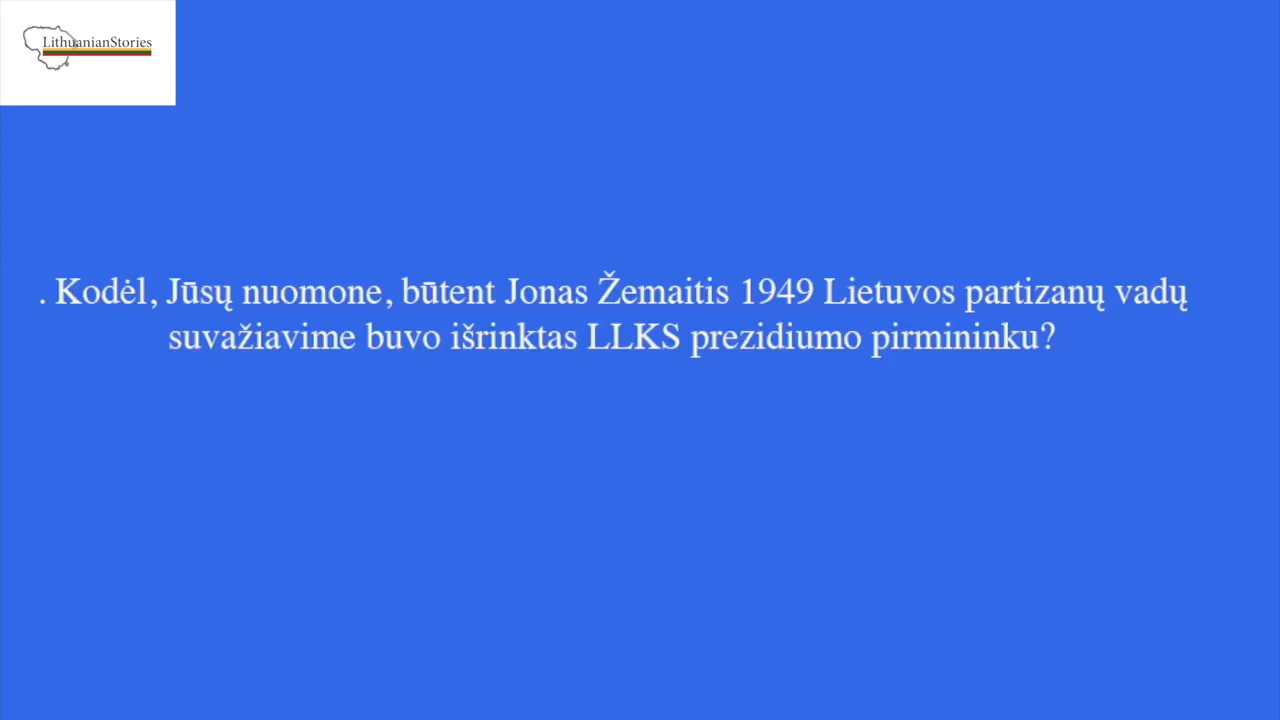 LithuanianStories
. Kodėl, Jūsų nuomone, būtent Jonas Žemaitis 1949 Lietuvos partizanų vadų
suvažiavime buvo išrinktas LLKS prezidiumo pirmininku?